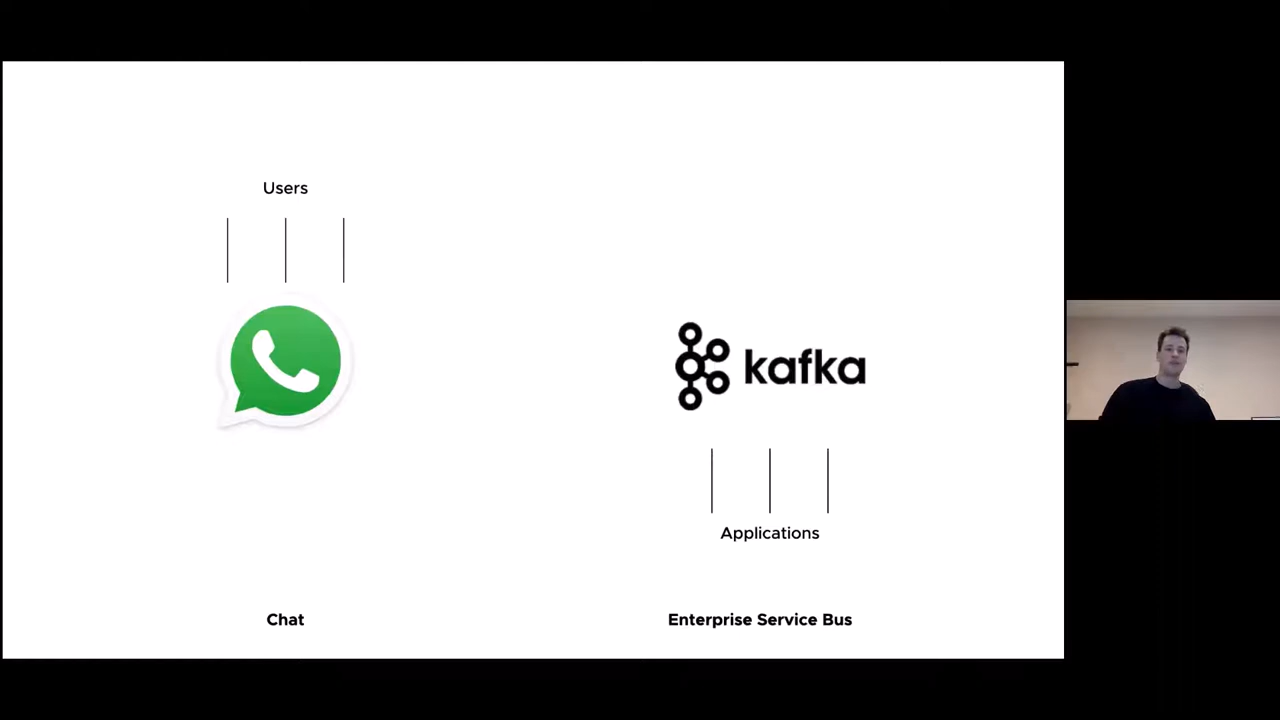 Users
kafka
Applications
Chat
Enterprise Service Bus